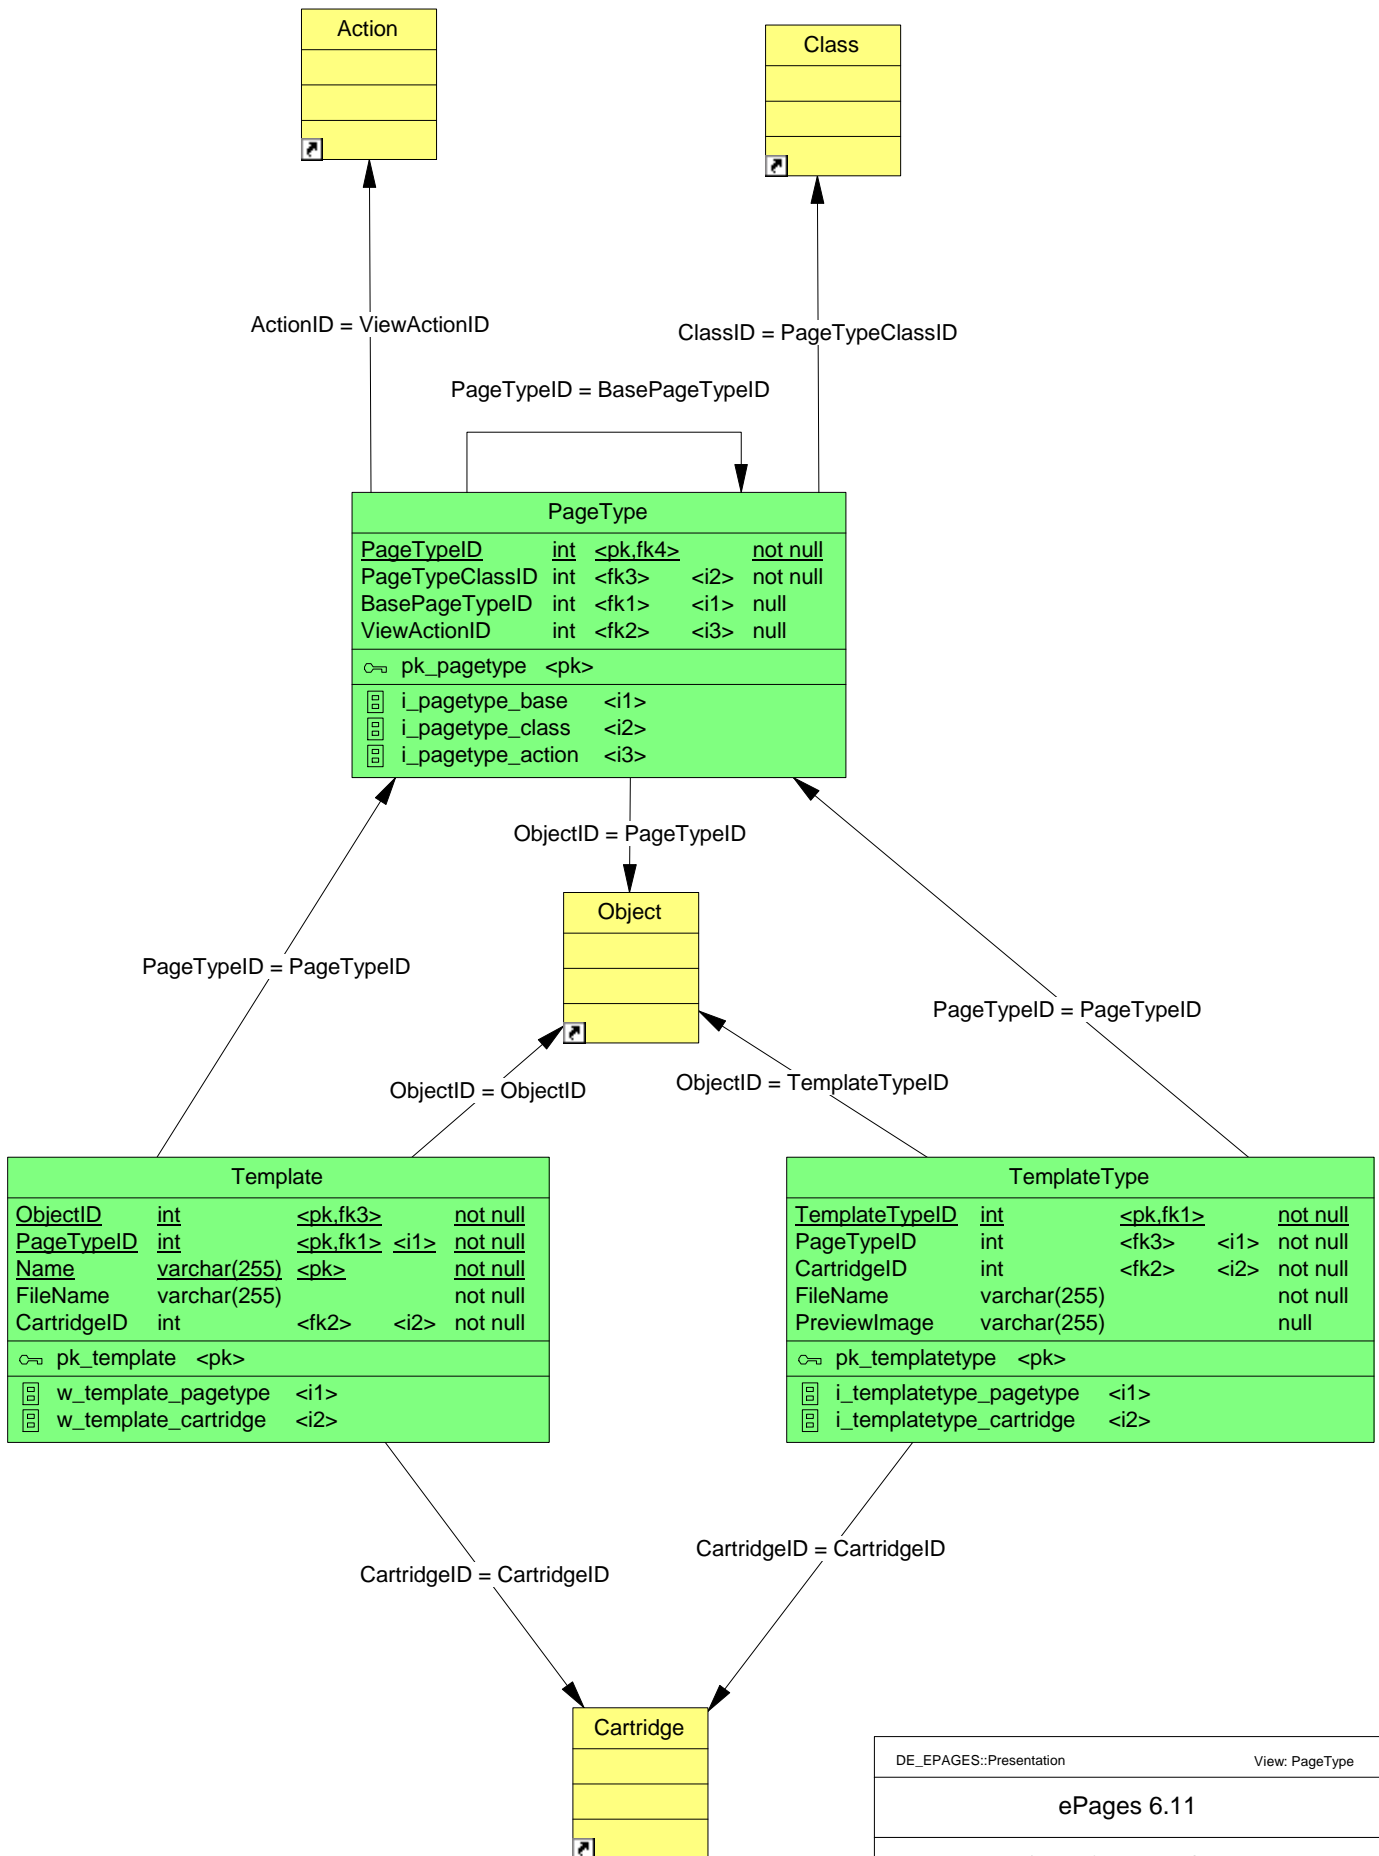 Action
Class
ActionID = ViewActionID
ClassID = PageTypeClassID
PageTypeID = BasePageTypeID
PageType
PageTypeID int <pk,fk4> not null
PageTypeClassID int <fk3> <i2> not null
BasePageTypeID int <fk1> <i1> null
ViewActionID int <fk2> <i3> null
pk_pagetype <pk>
i_pagetype_base <i1>
i_pagetype_class <i2>
i_pagetype_action <i3>
ObjectID = PageTypeID
Object
PageTypeID = PageTypeID
PageTypeID = PageTypeID
ObjectID = ObjectID
ObjectID = TemplateTypeID
Template
ObjectID int <pk,fk3> not null
PageTypeID int <pk,fk1> <i1> not null
Name varchar(255) <pk> not null
FileName varchar(255) not null
CartridgeID int <fk2> <i2> not null
pk_template <pk>
w_template_pagetype <i1>
w_template_cartridge <i2>
TemplateType
TemplateTypeID int <pk,fk1> not null
PageTypeID int <fk3> <i1> not null
CartridgeID int <fk2> <i2> not null
FileName varchar(255) not null
PreviewImage varchar(255) null
pk_templatetype <pk>
i_templatetype_pagetype <i1>
i_templatetype_cartridge <i2>
CartridgeID = CartridgeID
CartridgeID = CartridgeID
Cartridge
DE_EPAGES::Presentation View: PageType
ePages 6.11